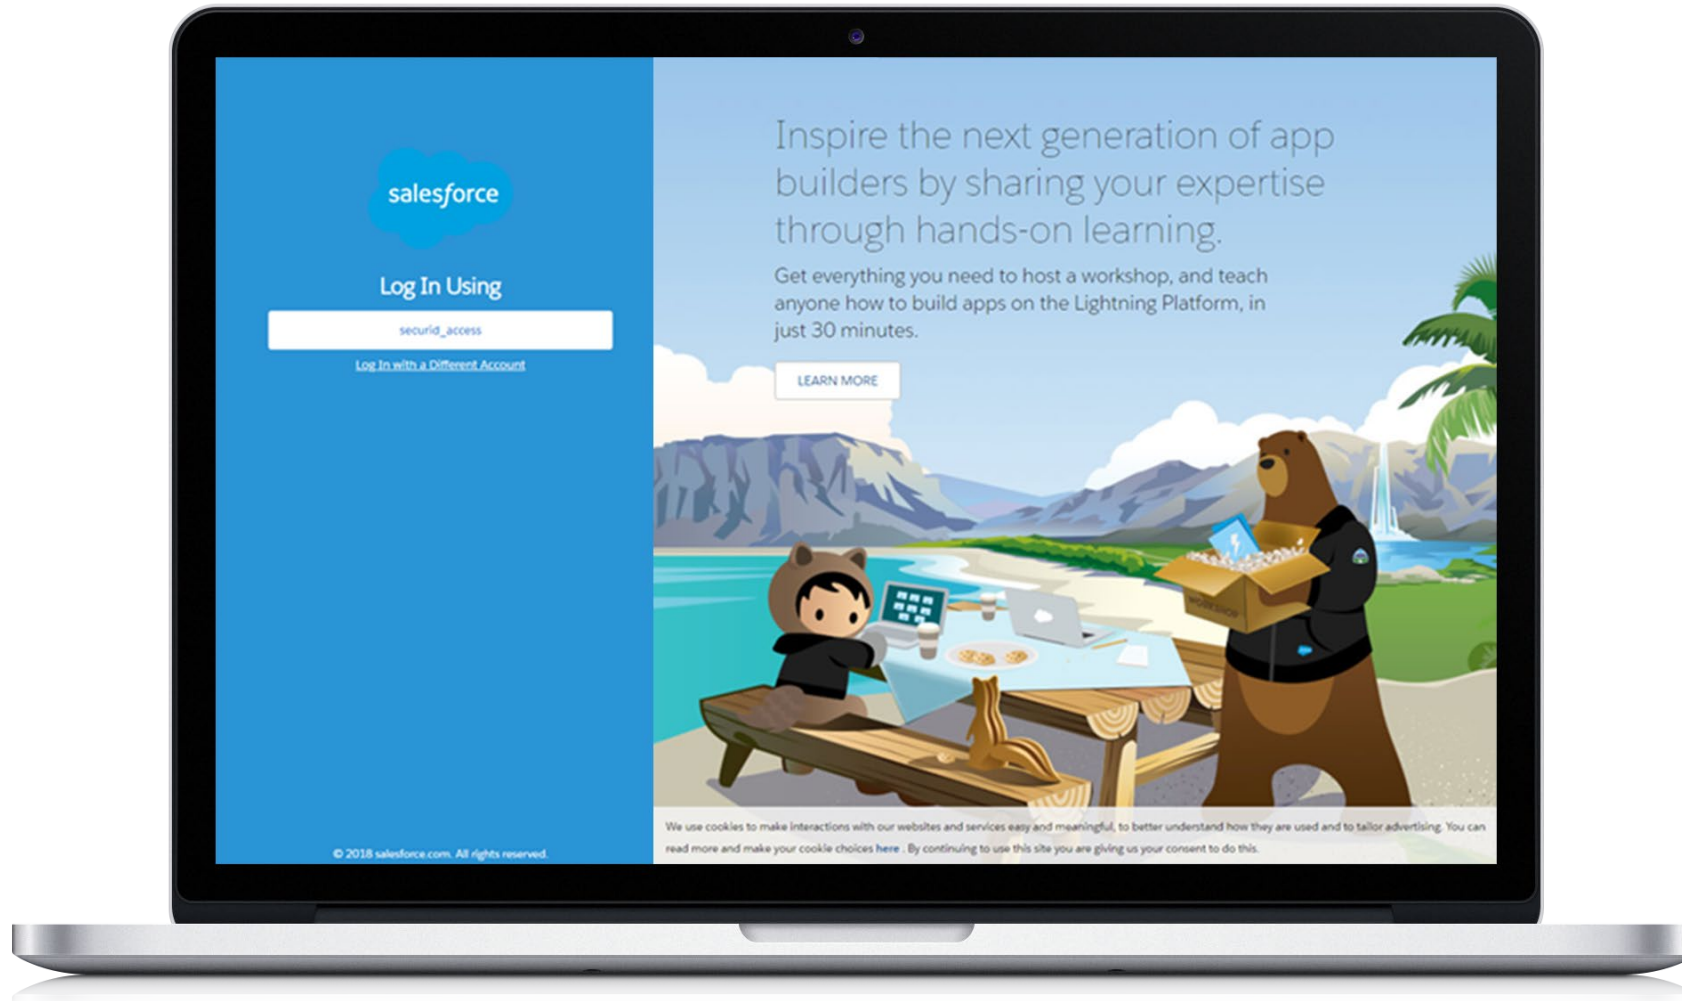 salesforce
Log In Using
securid_access
Log In with a Different Account
© 2018 salesforce.com. All rights reserved.
Inspire the next generation of app
builders by sharing your expertise
through hands-on learning.
Get everything you need to host a workshop, and teach
anyone how to build apps on the Lightning Platform, in
just 30 minutes.
LEARN MORE
WORKSHOP
We use cookies to make interactions with our websites and services easy and meaningful, to better understand how they are used and to tailor advertising. You can
read more and make your cookie choices here . By continuing to use this site you are giving us your consent to do this.